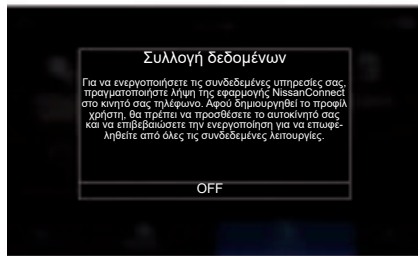 Συλλογή δεδομένων
Για να ενεργοποιήσετε τις συνδεδεμένες υπηρεσίες σας,
πραγματοποιήστε λήψη της εφαρμογής NissanConnect
στο κινητό σας τηλέφωνο. Αφού δημιουργηθεί το προφίλ
χρήστη, θα πρέπει να προσθέσετε το αυτοκίνητό σας
και να επιβεβαιώσετε την ενεργοποίηση για να επωφε-
ληθείτε από όλες τις συνδεδεμένες λειτουργίες.
OFF